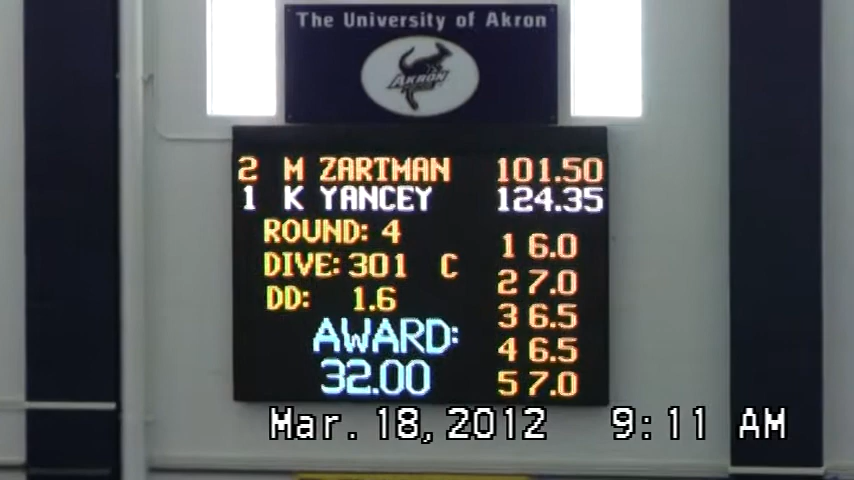 The University of Akron
AKRON
2 M ZARTMAN 101.50
1 K YANCEY 124.35
ROUND: 4
DIVE: 301 C
DD: 1.6
AWARD:
32.00
1 6.0
2 7.0
3 6.5
4 6.5
5 7.0
Mar. 18, 2012 9:11 AM